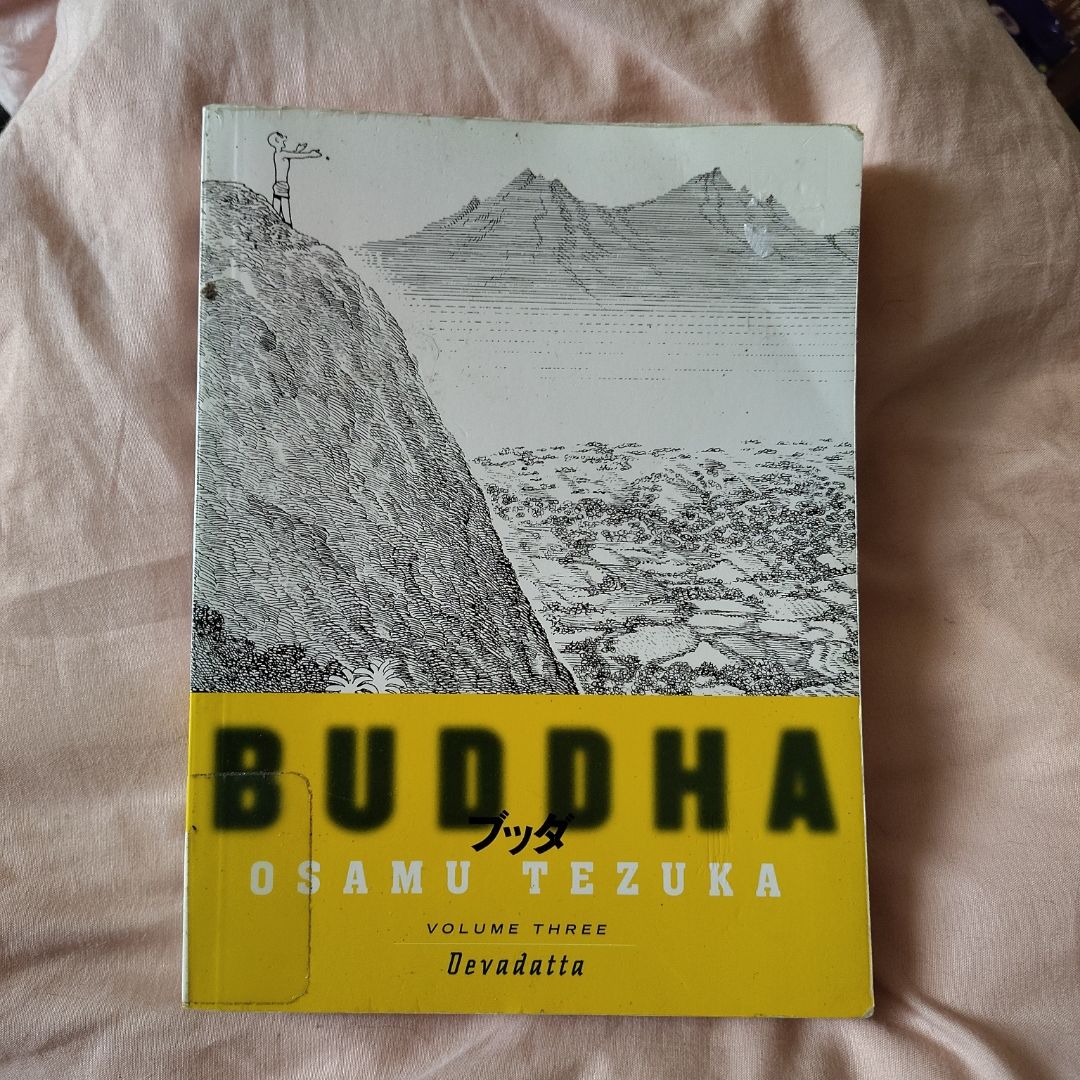 BUDDHA
ブッダ
OSAMU TEZUKA
VOLUME THREE
Devadatta